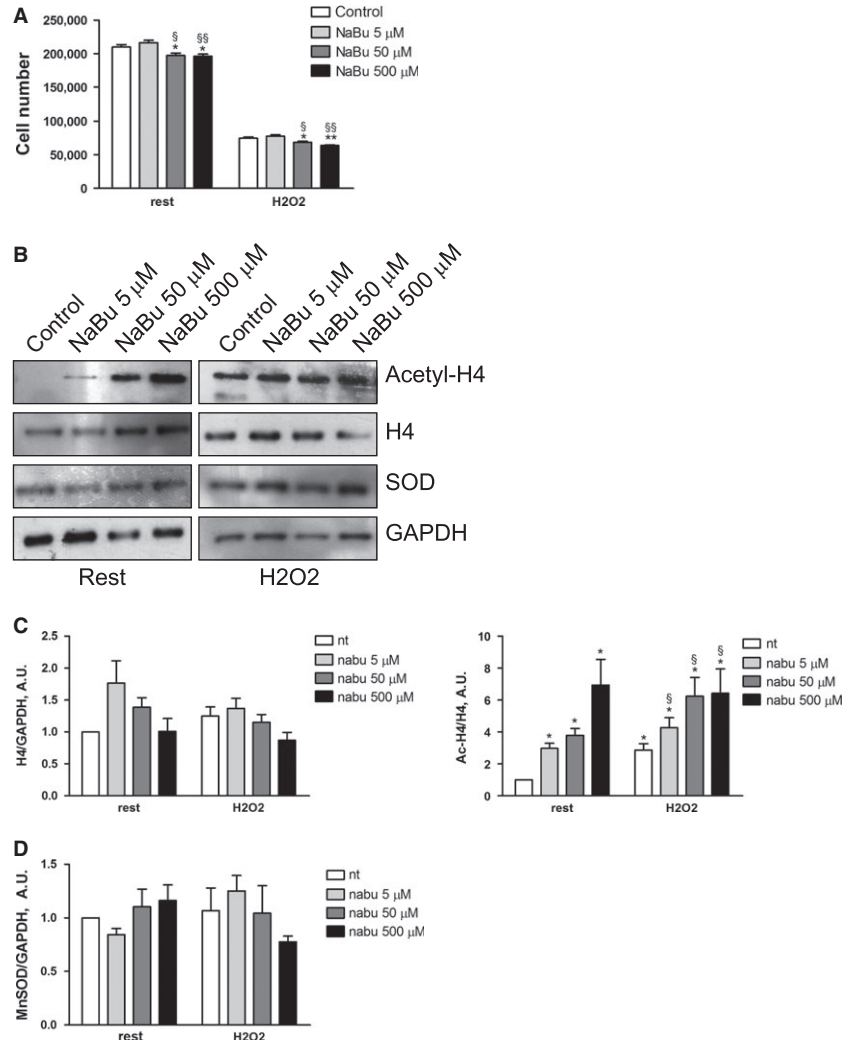 A
250,000
200,000
150,000
100,000
50,000
0
Cell number
§
*
§§
*
§
*
§§
**
rest
H2O2
Control
NaBu 5 µM
NaBu 50 µM
NaBu 500 µM
B
Control
NaBu 5 µM
NaBu 50 µM
NaBu 500 µM
Control
NaBu 5 µM
NaBu 50 µM
NaBu 500 µM
Acetyl-H4
H4
SOD
GAPDH
Rest
H2O2
C
2.5
2.0
1.5
1.0
0.5
0.0
H4/GAPDH, A.U.
rest
H2O2
nt
nabu 5 µM
nabu 50 µM
nabu 500 µM
10
8
6
4
2
0
Ac-H4/H4, A.U.
*
*
*
*
§
*
§
*
§
*
rest
H2O2
nt
nabu 5 µM
nabu 50 µM
nabu 500 µM
D
1.5
1.0
0.5
0.0
MnSOD/GAPDH, A.U.
rest
H2O2
nt
nabu 5 µM
nabu 50 µM
nabu 500 µM